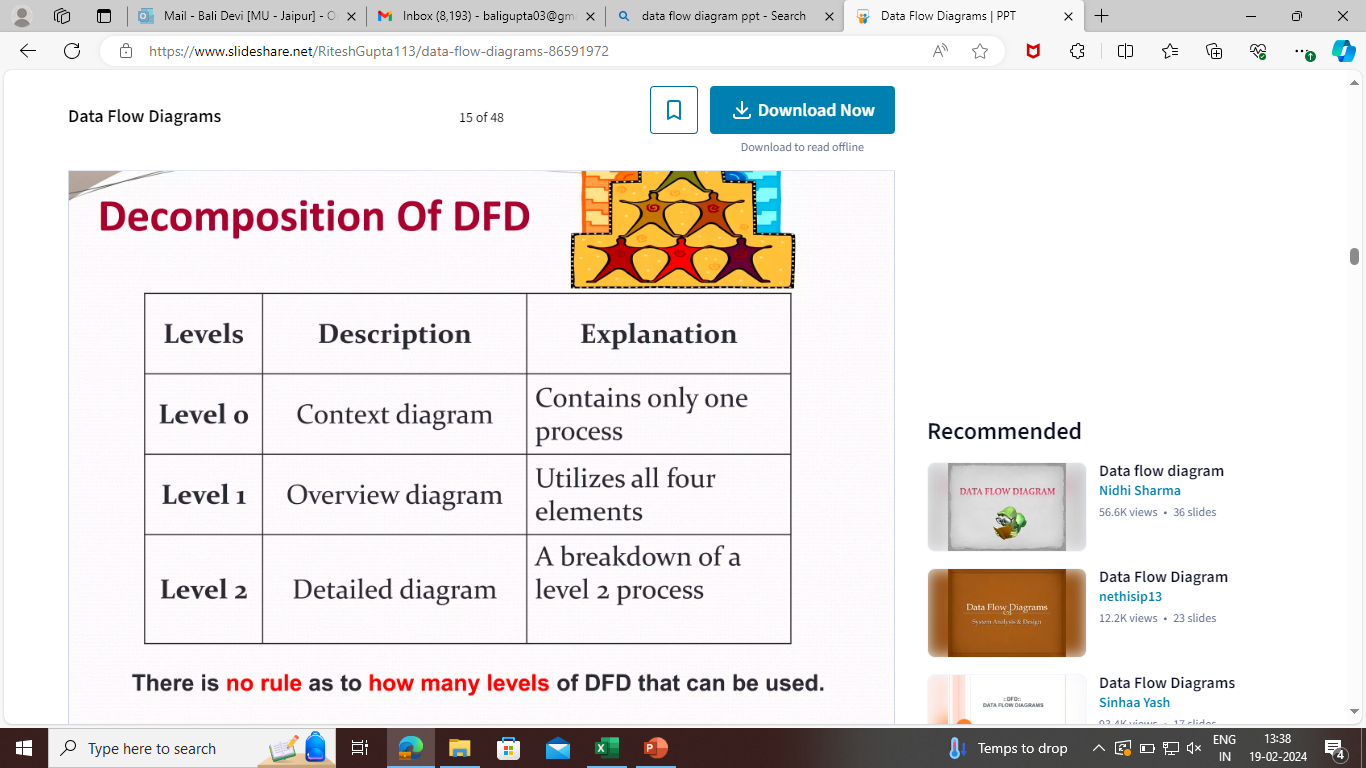 Mail - Bali Devi [MU - Jaipur] - O
Inbox (8,193) - baligupta03@gm
data flow diagram ppt - Search
Data Flow Diagrams | PPT
https://www.slideshare.net/RiteshGupta113/data-flow-diagrams-86591972
Data Flow Diagrams
15 of 48
Download Now
Download to read offline
Decomposition Of DFD
Levels Description Explanation
Level 0 Context diagram Contains only one
process
Level 1 Overview diagram Utilizes all four
elements
Level 2 Detailed diagram A breakdown of a
level 2 process
There is no rule as to how many levels of DFD that can be used.
Recommended
DATA FLOW DIAGRAM
Data flow diagram
Nidhi Sharma
56.6K views • 36 slides
Data Flow Diagrams
System Analysis & Design
Data Flow Diagram
nethisip13
12.2K views • 23 slides
::DFD::
DATA FLOW DIAGRAMS
Data Flow Diagrams
Sinhaa Yash
93.4K views • 17 slides
Type here to search
Temps to drop
ENG
IN
13:38
19-02-2024
4